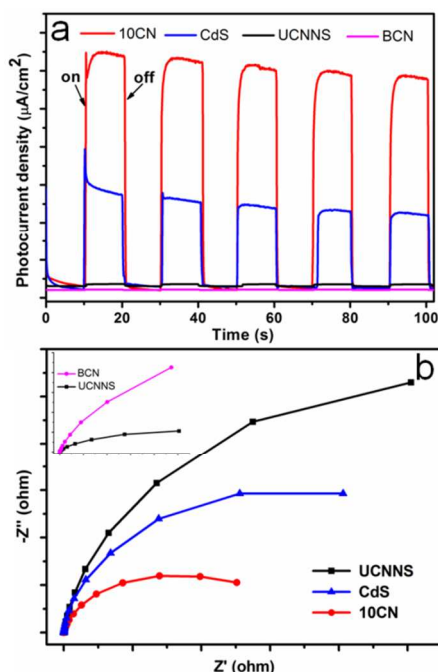 a
10CN CdS UCNNS BCN
on
off
Photocurrent density (μA/cm²)
0 20 40 60 80 100
Time (s)
b
BCN
UCNNS
-Z'' (ohm)
UCNNS
CdS
10CN
Z' (ohm)